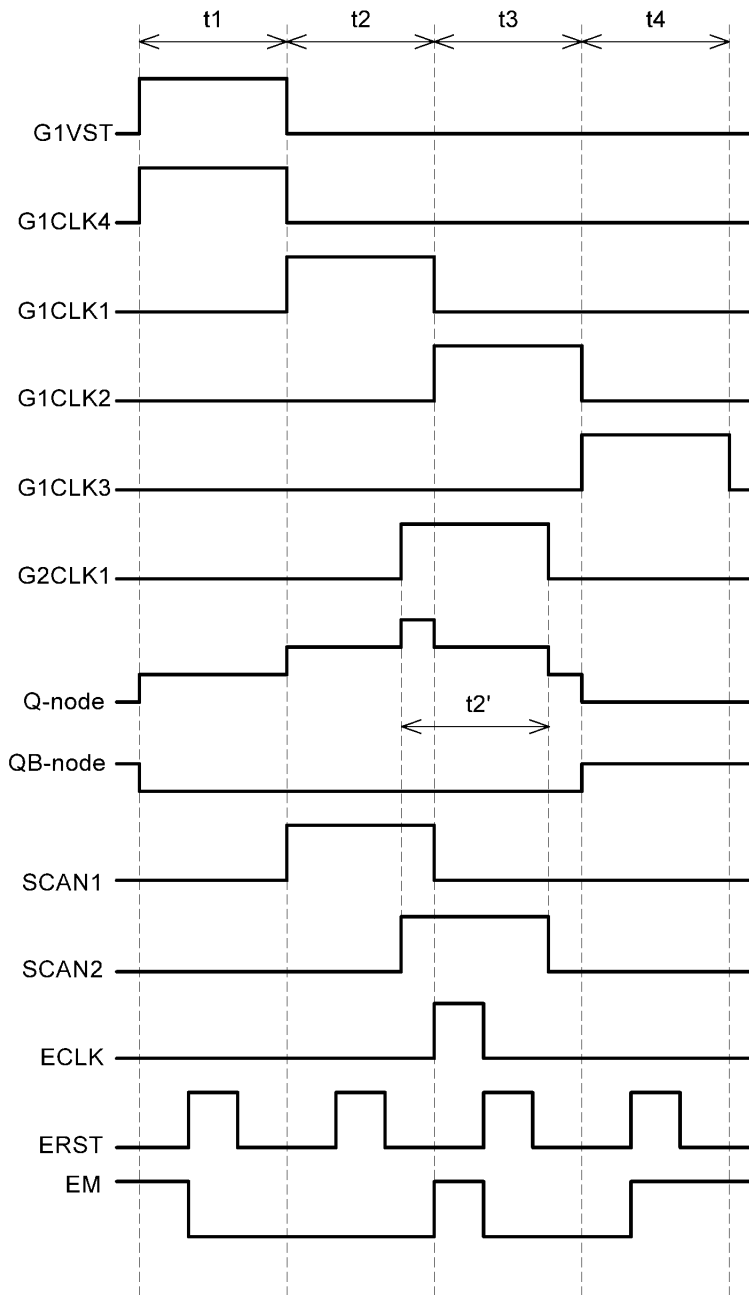 t1 t2 t3 t4
G1VST
G1CLK4
G1CLK1
G1CLK2
G1CLK3
G2CLK1
Q-node
t2'
QB-node
SCAN1
SCAN2
ECLK
ERST
EM